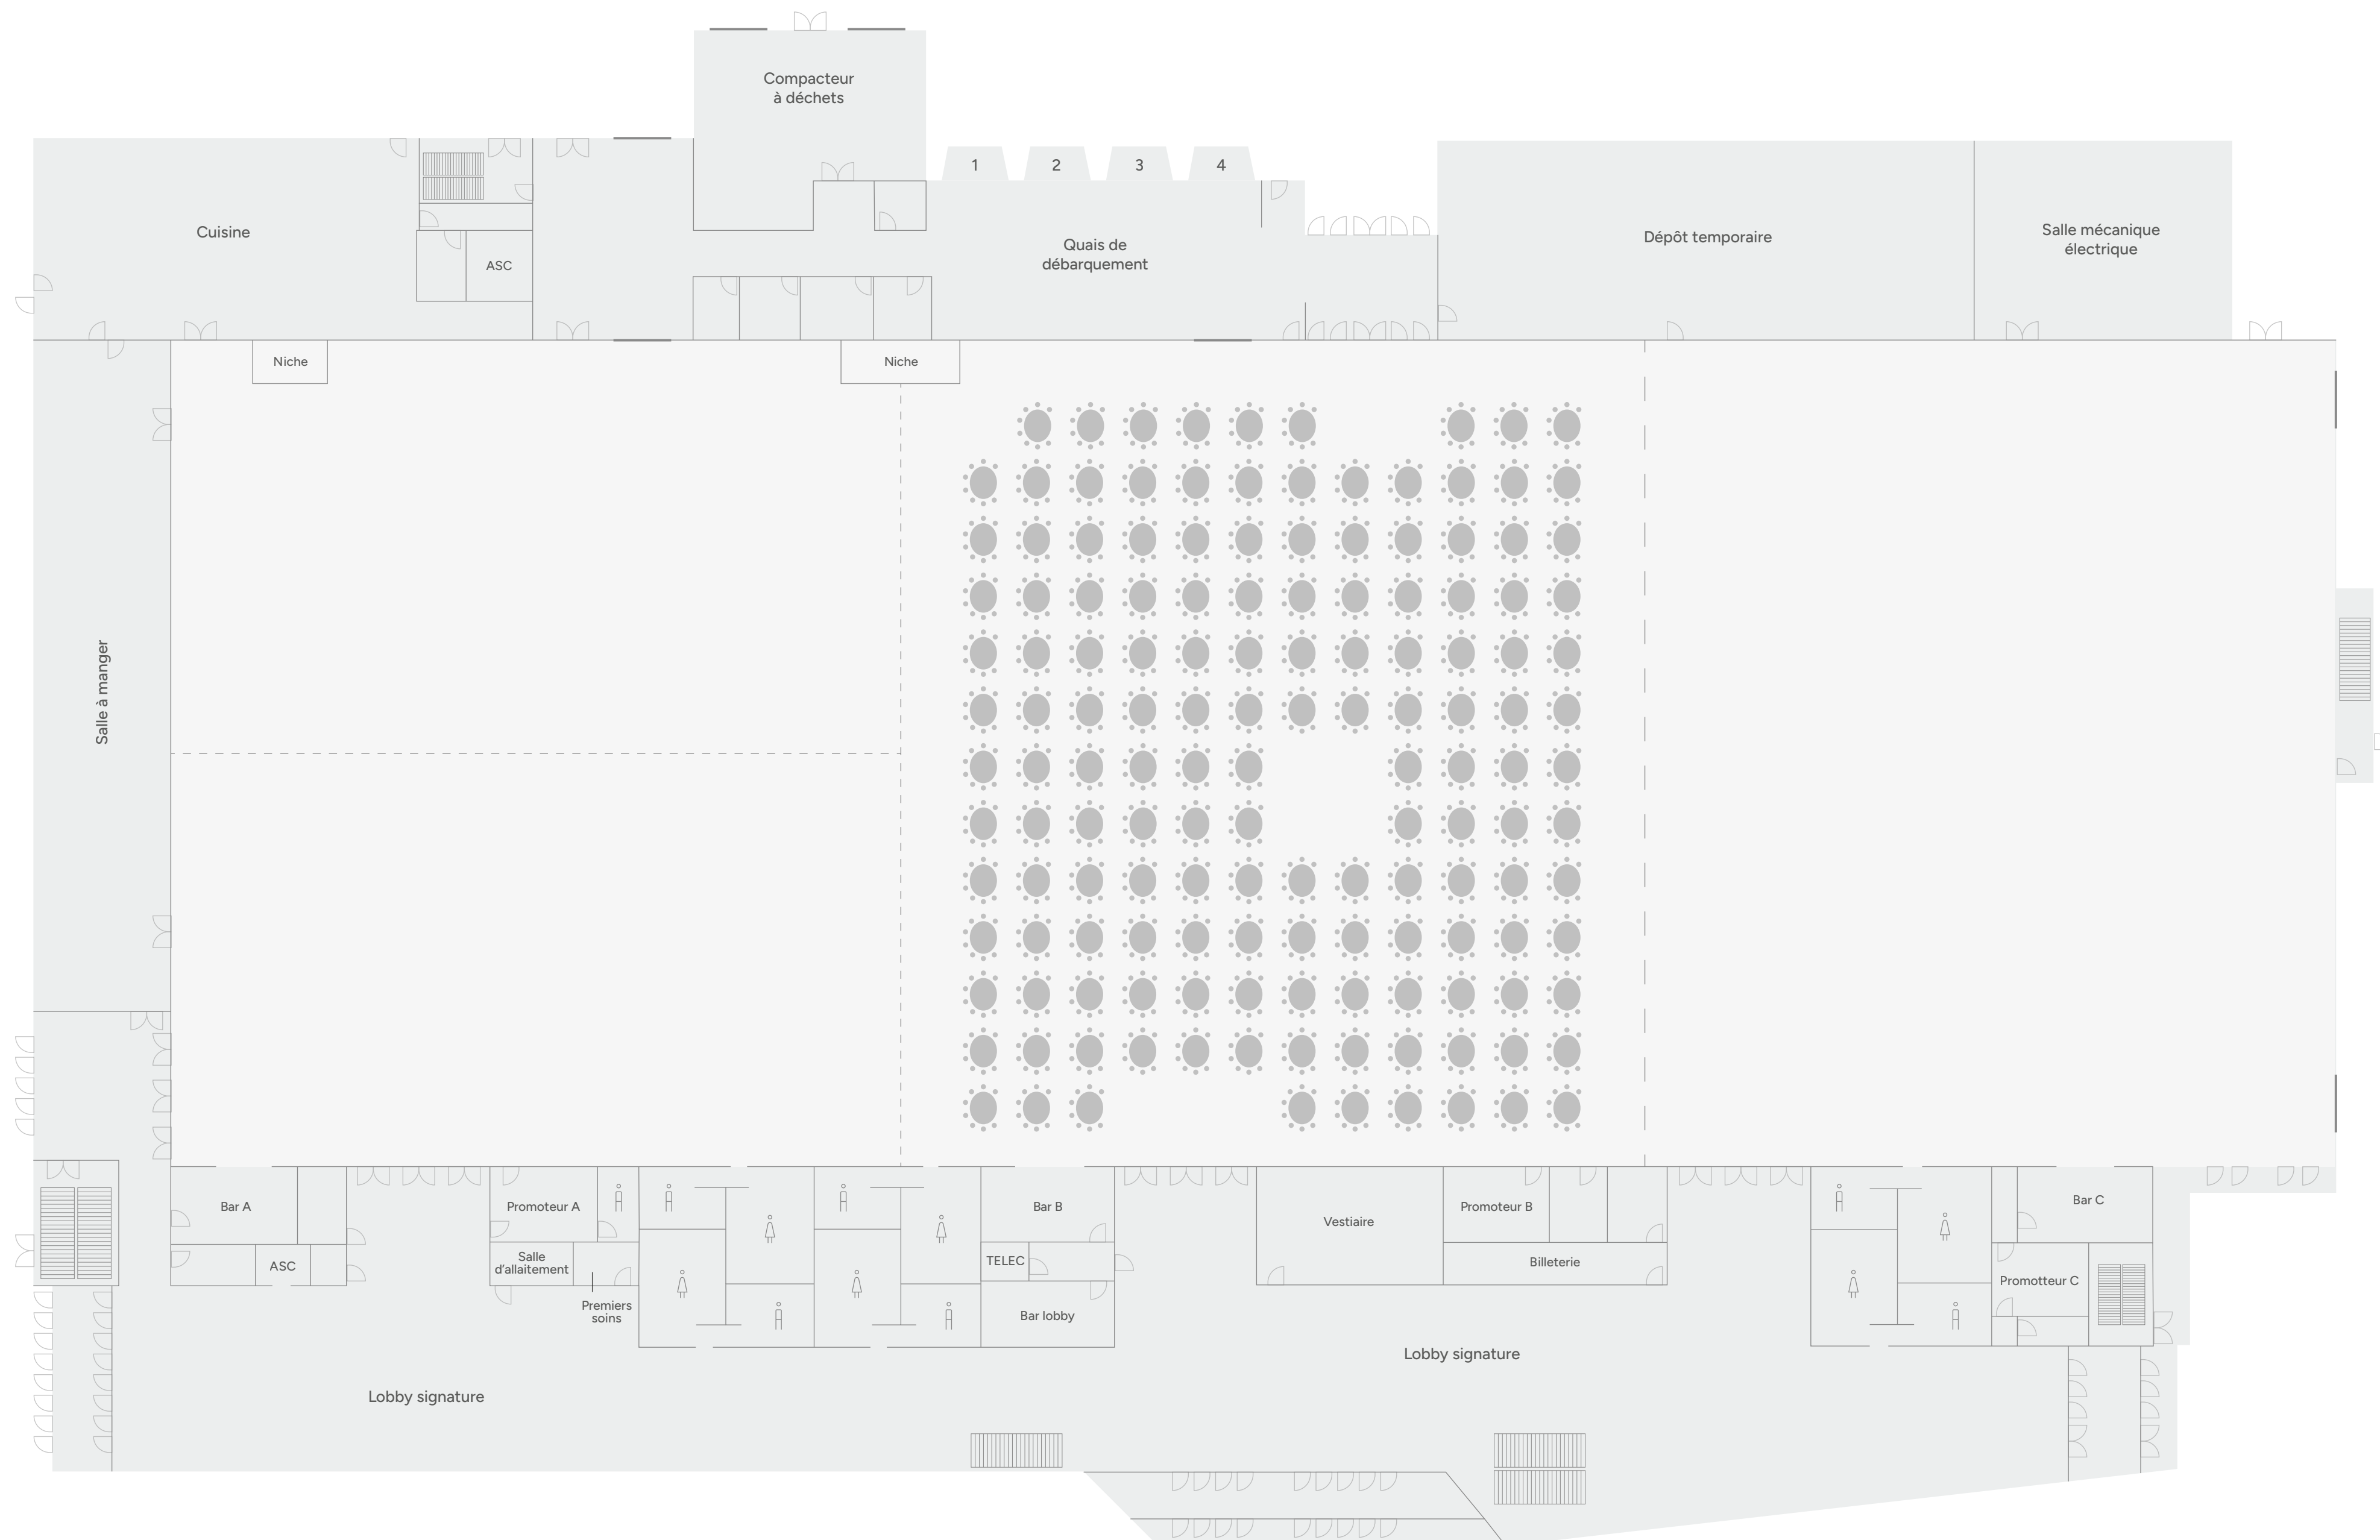 Compacteur
à déchets
1
2
3
4
Cuisine
ASC
Quais de
débarquement
Dépôt temporaire
Salle mécanique
électrique
Niche
Niche
Salle à manger
Bar A
ASC
Promoteur A
Salle
d'allaitement
Premiers
soins
Bar B
TELEC
Bar lobby
Vestiaire
Promoteur B
Billeterie
Bar C
Promotteur C
Lobby signature
Lobby signature